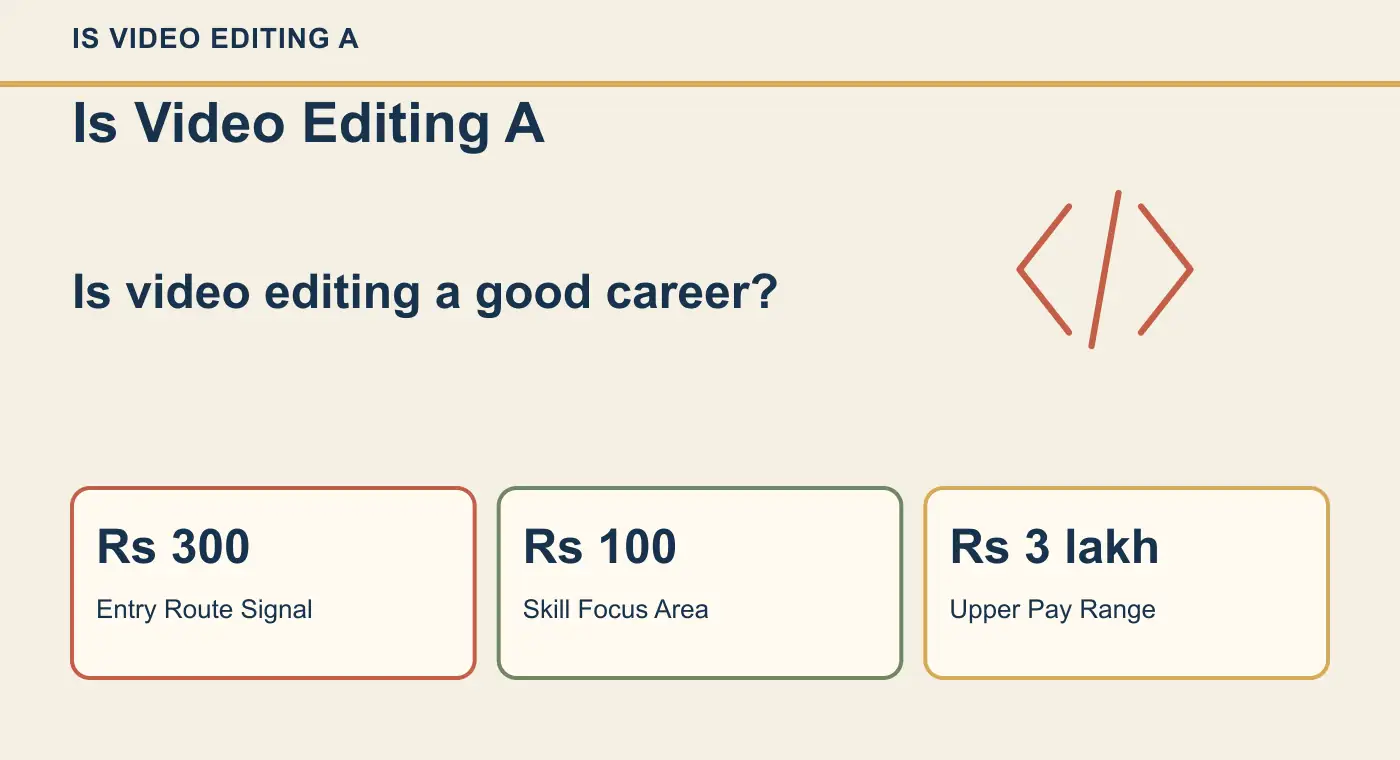 IS VIDEO EDITING A
Is Video Editing A
Is video editing a good career?
Rs 300
Entry Route Signal
Rs 100
Skill Focus Area
Rs 3 lakh
Upper Pay Range